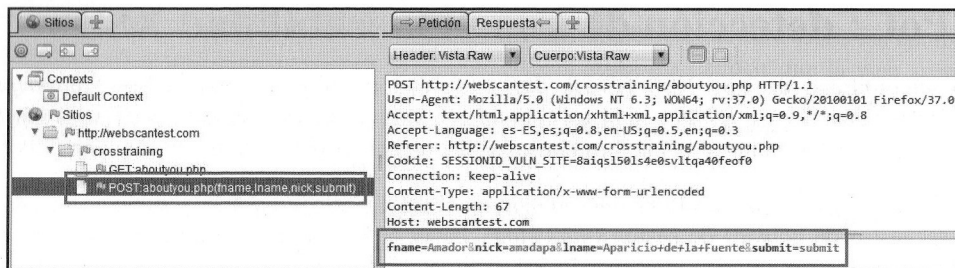 Sitios
Contexts
Default Context
Sitios
http://webscantest.com
crosstraining
GET:aboutyou.php
POST:aboutyou.php(fname,lname,nick,submit)
Petición Respuesta
Header: Vista Raw Cuerpo:Vista Raw
POST http://webscantest.com/crosstraining/aboutyou.php HTTP/1.1
User-Agent: Mozilla/5.0 (Windows NT 6.3; WOW64; rv:37.0) Gecko/20100101 Firefox/37.0
Accept: text/html,application/xhtml+xml,application/xml;q=0.9,*/*;q=0.8
Accept-Language: es-ES,es;q=0.8,en-US;q=0.5,en;q=0.3
Referer: http://webscantest.com/crosstraining/aboutyou.php
Cookie: SESSIONID_VULN_SITE=8aiqsl50ls4e0svltqa40feof0
Connection: keep-alive
Content-Type: application/x-www-form-urlencoded
Content-Length: 67
Host: webscantest.com
fname=Amador&nick=amadapa&lname=Aparicio+de+la+Fuente&submit=submit